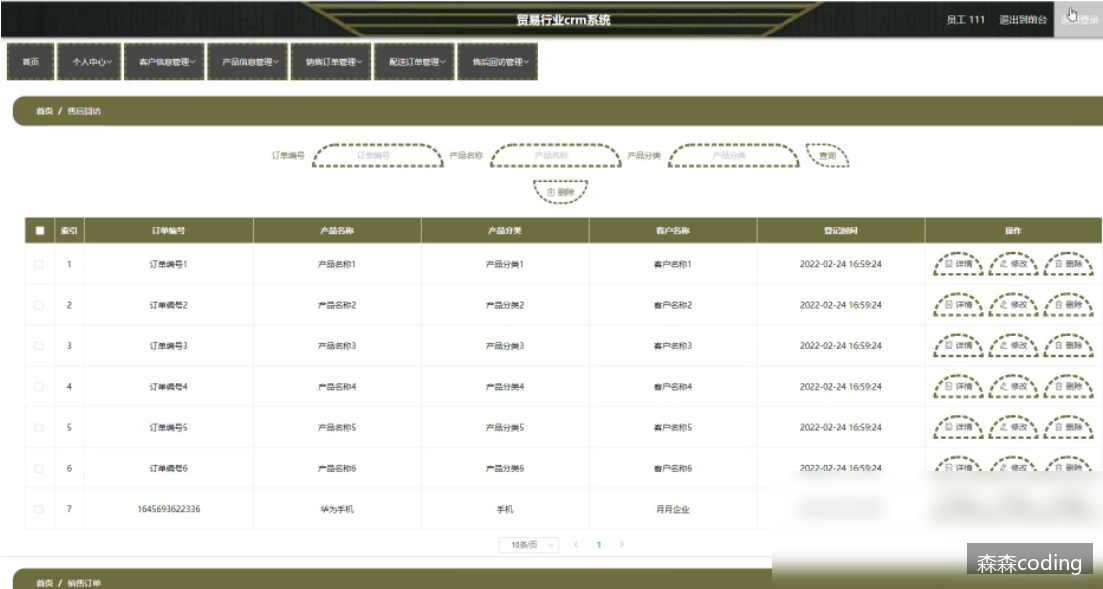 贸易行业crm系统
员工 111 退出到前台
首页 个人中心 客户信息管理 产品信息管理 销售订单管理 配送订单管理 售后回访管理
首页 / 售后回访
订单编号 订单编号 产品名称 产品名称 产品分类 产品分类 查询
删除
索引 订单编号 产品名称 产品分类 客户名称 登记时间 操作
1 订单编号1 产品名称1 产品分类1 客户名称1 2022-02-24 16:59:24 详情 修改 删除
2 订单编号2 产品名称2 产品分类2 客户名称2 2022-02-24 16:59:24 详情 修改 删除
3 订单编号3 产品名称3 产品分类3 客户名称3 2022-02-24 16:59:24 详情 修改 删除
4 订单编号4 产品名称4 产品分类4 客户名称4 2022-02-24 16:59:24 详情 修改 删除
5 订单编号5 产品名称5 产品分类5 客户名称5 2022-02-24 16:59:24 详情 修改 删除
6 订单编号6 产品名称6 产品分类6 客户名称6 2022-02-24 16:59:24 详情 修改 删除
7 1645693622336 华为手机 手机 月月企业
10条/页 1
森森coding
首页 / 销售订单